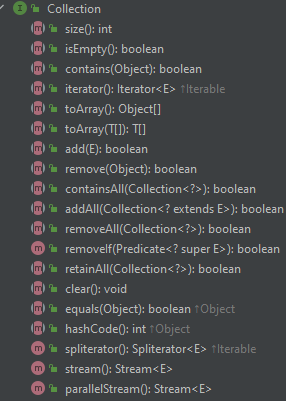 Collection
size(): int
isEmpty(): boolean
contains(Object): boolean
iterator(): Iterator<E> ↑Iterable
toArray(): Object[]
toArray(T[]): T[]
add(E): boolean
remove(Object): boolean
containsAll(Collection<?>): boolean
addAll(Collection<? extends E>): boolean
removeAll(Collection<?>): boolean
removeIf(Predicate<? super E>): boolean
retainAll(Collection<?>): boolean
clear(): void
equals(Object): boolean ↑Object
hashCode(): int ↑Object
spliterator(): Spliterator<E> ↑Iterable
stream(): Stream<E>
parallelStream(): Stream<E>